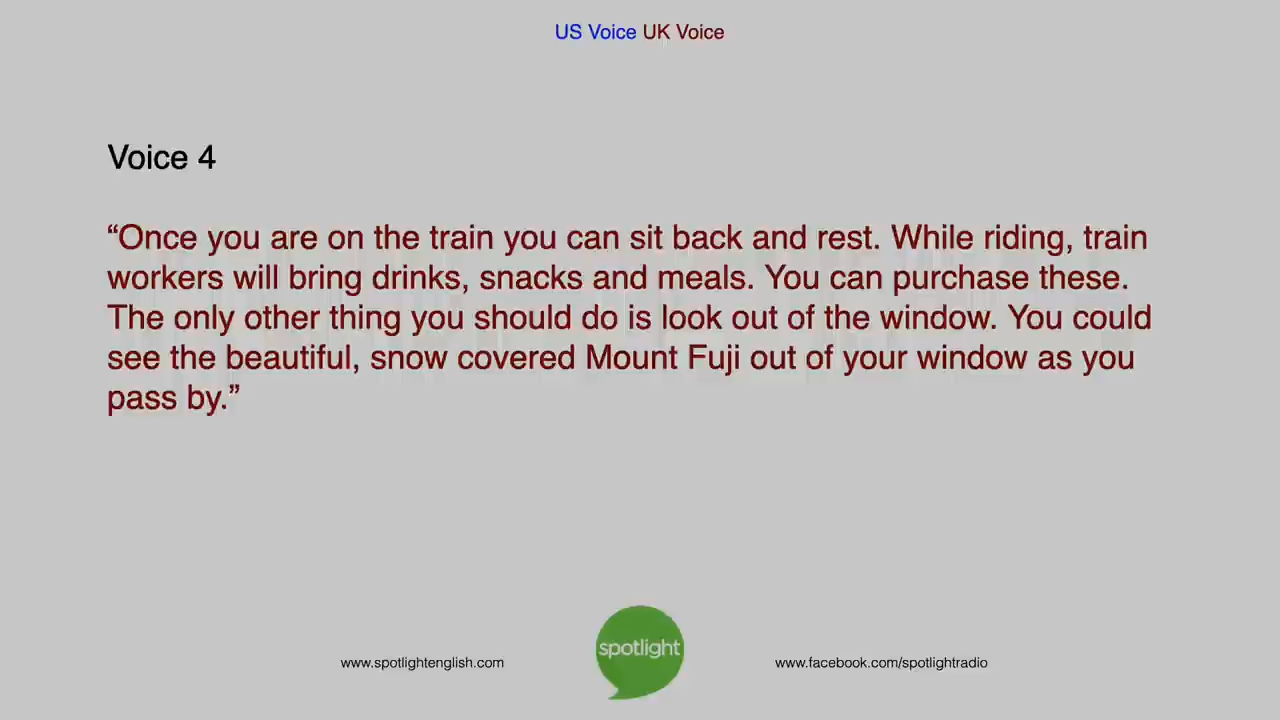 US Voice UK Voice
Voice 4
“Once you are on the train you can sit back and rest. While riding, train
workers will bring drinks, snacks and meals. You can purchase these.
The only other thing you should do is look out of the window. You could
see the beautiful, snow covered Mount Fuji out of your window as you
pass by.”
spotlight
www.spotlightenglish.com
www.facebook.com/spotlightradio